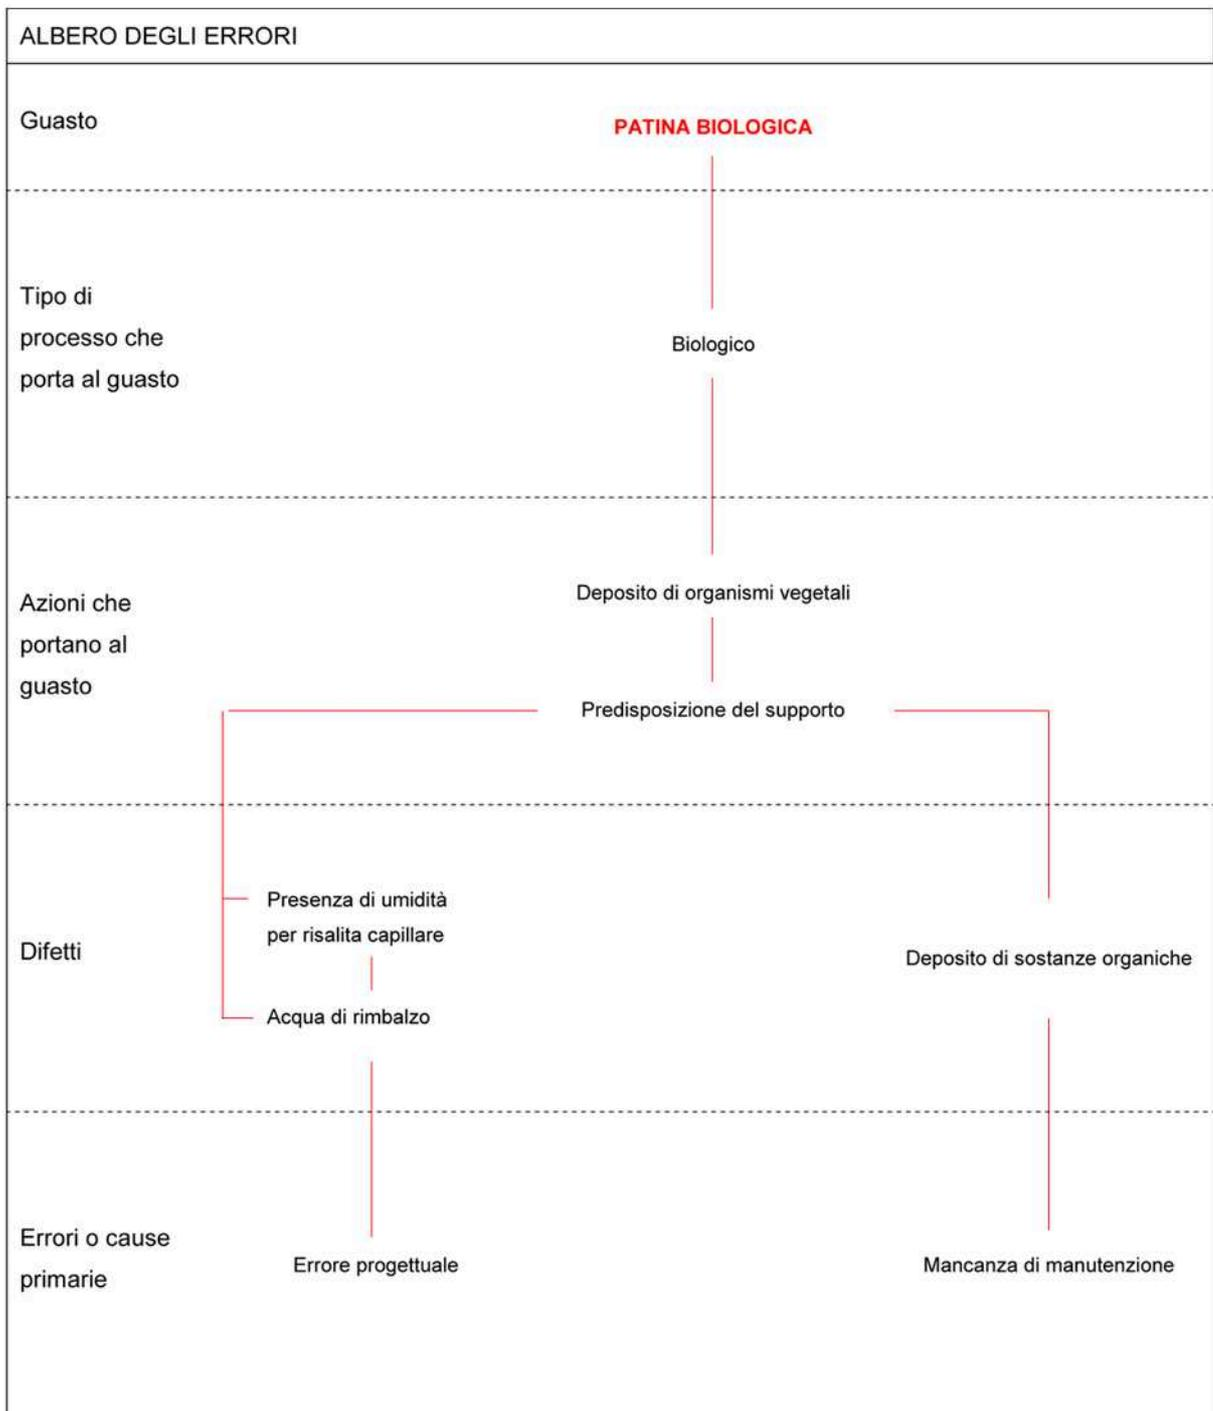 ALBERO DEGLI ERRORI
Guasto
PATINA BIOLOGICA
Tipo di
processo che
porta al guasto
Biologico
Azioni che
portano al
guasto
Deposito di organismi vegetali
Predisposizione del supporto
Difetti
Presenza di umidità
per risalita capillare
Acqua di rimbalzo
Deposito di sostanze organiche
Errori o cause
primarie
Errore progettuale
Mancanza di manutenzione